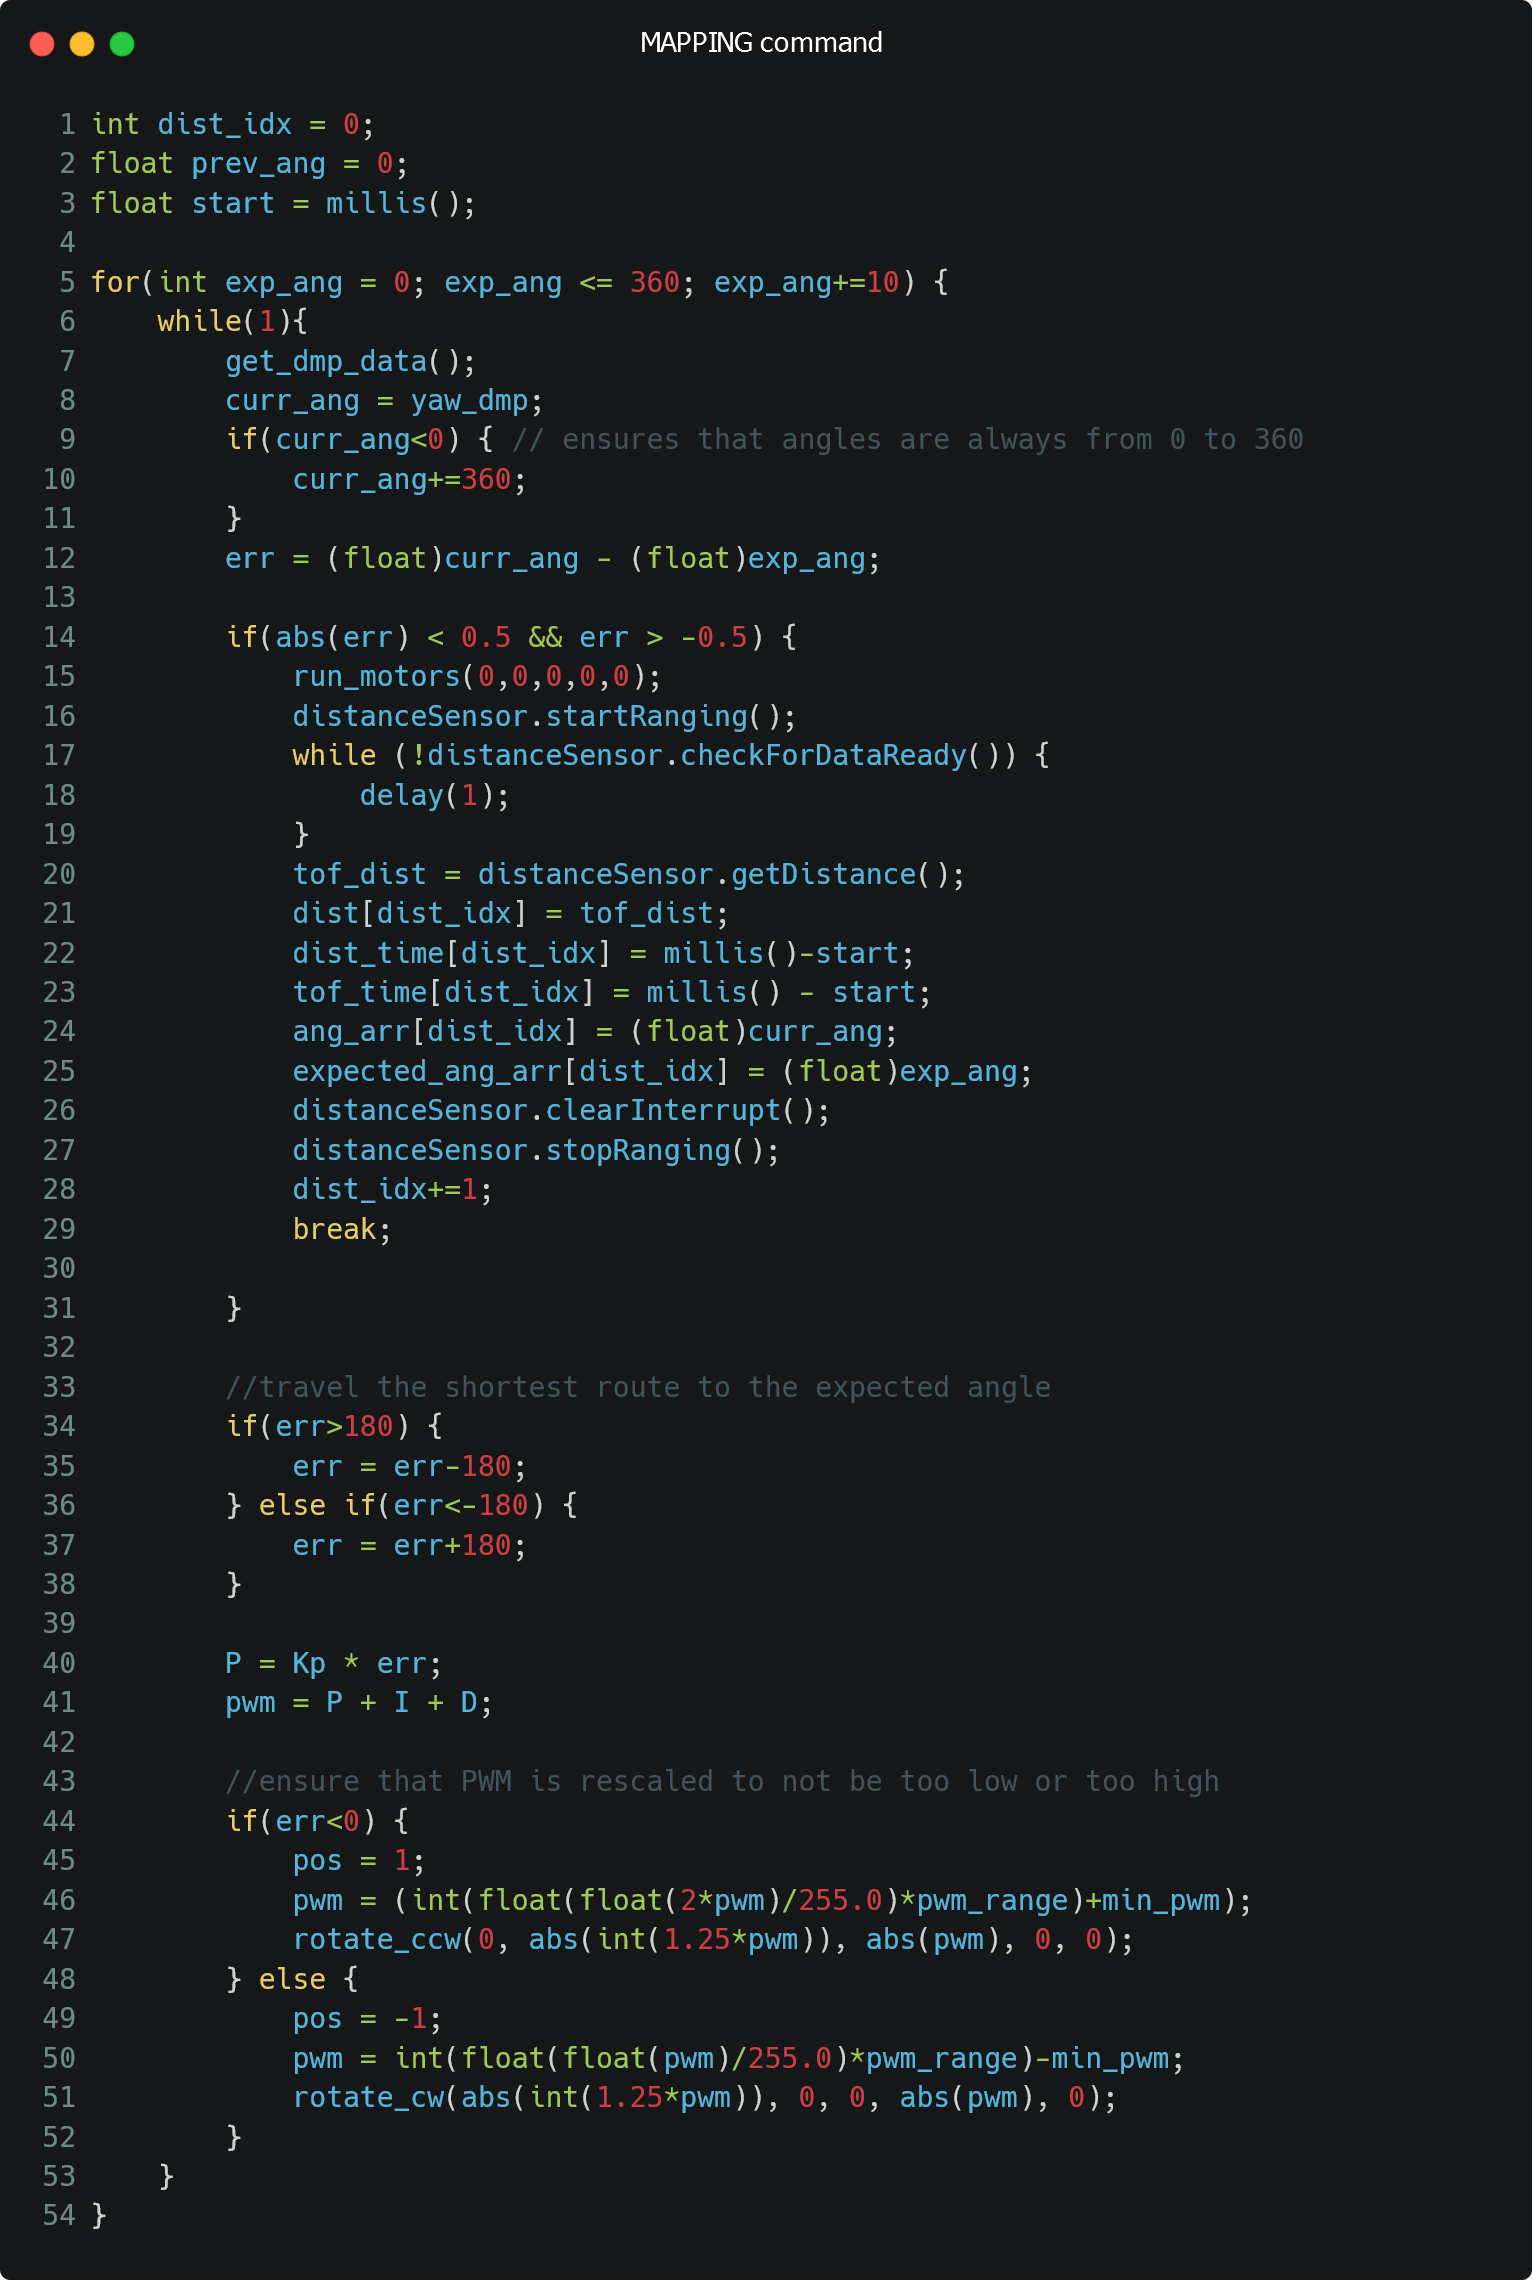 MAPPING command
1 int dist_idx = 0;
2 float prev_ang = 0;
3 float start = millis();
4
5 for(int exp_ang = 0; exp_ang <= 360; exp_ang+=10) {
6     while(1){
7         get_dmp_data();
8         curr_ang = yaw_dmp;
9         if(curr_ang<0) { // ensures that angles are always from 0 to 360
10             curr_ang+=360;
11         }
12         err = (float)curr_ang - (float)exp_ang;
13
14         if(abs(err) < 0.5 && err > -0.5) {
15             run_motors(0,0,0,0,0);
16             distanceSensor.startRanging();
17             while (!distanceSensor.checkForDataReady()) {
18                 delay(1);
19             }
20             tof_dist = distanceSensor.getDistance();
21             dist[dist_idx] = tof_dist;
22             dist_time[dist_idx] = millis()-start;
23             tof_time[dist_idx] = millis() - start;
24             ang_arr[dist_idx] = (float)curr_ang;
25             expected_ang_arr[dist_idx] = (float)exp_ang;
26             distanceSensor.clearInterrupt();
27             distanceSensor.stopRanging();
28             dist_idx+=1;
29             break;
30
31         }
32
33         //travel the shortest route to the expected angle
34         if(err>180) {
35             err = err-180;
36         } else if(err<-180) {
37             err = err+180;
38         }
39
40         P = Kp * err;
41         pwm = P + I + D;
42
43         //ensure that PWM is rescaled to not be too low or too high
44         if(err<0) {
45             pos = 1;
46             pwm = (int(float(float(2*pwm)/255.0)*pwm_range)+min_pwm);
47             rotate_ccw(0, abs(int(1.25*pwm)), abs(pwm), 0, 0);
48         } else {
49             pos = -1;
50             pwm = int(float(float(pwm)/255.0)*pwm_range)-min_pwm;
51             rotate_cw(abs(int(1.25*pwm)), 0, 0, abs(pwm), 0);
52         }
53     }
54 }